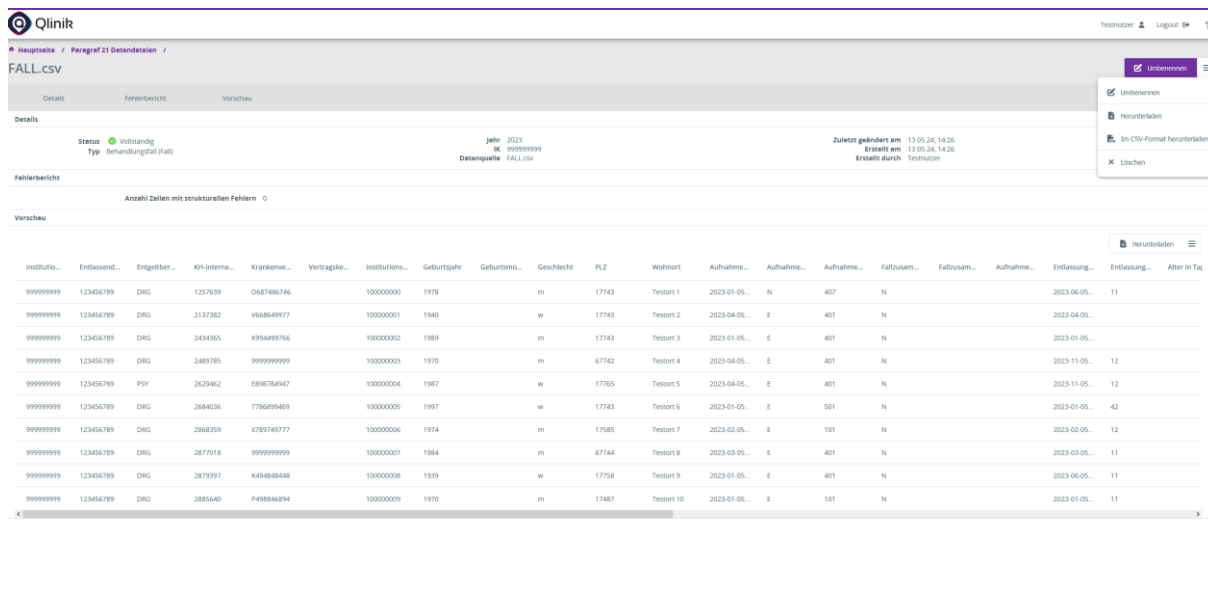 Qlinik
Testnutzer Logout ?
Hauptseite / Paragraf 21 Datendateien /
FALL.csv
Umbenennen
Details Fehlerbericht Vorschau
Umbenennen
Herunterladen
Im CSV-Format herunterladen
Löschen
Details
Status Vollständig Jahr 2023 Zuletzt geändert am 13.05.24, 14:26
Typ Behandlungsfall (Fall) IK 999999999 Erstellt am 13.05.24, 14:26
Datenquelle FALL.csv Erstellt durch Testnutzer
Fehlerbericht
Anzahl Zeilen mit strukturellen Fehlern 0
Vorschau
Herunterladen
Institutio... Entlassend... Entgeltber... KH-interne... Krankenve... Vertragske... Institutions... Geburtsjahr Geburtsmo... Geschlecht PLZ Wohnort Aufnahme... Aufnahme... Aufnahme... Fallzusam... Fallzusam... Aufnahme... Entlassung... Entlassung... Alter in Tag
999999999 123456789 DRG 1257639 D687486746 100000000 1978 m 17743 Testort 1 2023-01-05... N 407 N 2023-06-05... 11
999999999 123456789 DRG 2137382 V668649977 100000001 1940 w 17743 Testort 2 2023-04-05... E 401 N 2023-04-05...
999999999 123456789 DRG 2434365 K994499766 100000002 1989 m 17743 Testort 3 2023-01-05... E 401 N 2023-01-05...
999999999 123456789 DRG 2489785 9999999999 100000003 1970 m 67742 Testort 4 2023-04-05... E 401 N 2023-11-05... 12
999999999 123456789 PSY 2629462 E898784947 100000004 1987 w 17765 Testort 5 2023-04-05... E 401 N 2023-11-05... 12
999999999 123456789 DRG 2684036 T786899469 100000005 1997 w 17743 Testort 6 2023-01-05... E 501 N 2023-01-05... 42
999999999 123456789 DRG 2868359 X789749777 100000006 1974 m 17585 Testort 7 2023-02-05... E 101 N 2023-02-05... 12
999999999 123456789 DRG 2877018 9999999999 100000007 1984 m 67744 Testort 8 2023-03-05... E 401 N 2023-03-05... 11
999999999 123456789 DRG 2879397 K494848448 100000008 1939 w 17758 Testort 9 2023-01-05... E 401 N 2023-06-05... 11
999999999 123456789 DRG 2885640 P498846894 100000009 1970 m 17487 Testort 10 2023-01-05... E 101 N 2023-01-05... 11